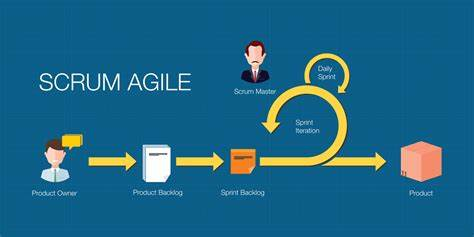 SCRUM AGILE
Scrum Master
Daily
Sprint
Sprint
Iteration
Product Owner
Product Backlog
Sprint Backlog
Product